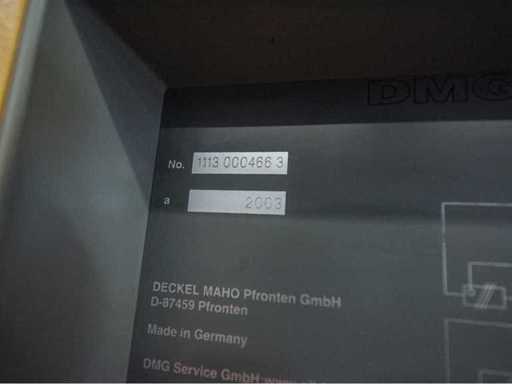 DMG
No. 1113 000466 3
a 2003
DECKEL MAHO Pfronten GmbH
D-87459 Pfronten
Made in Germany
DMG Service GmbH